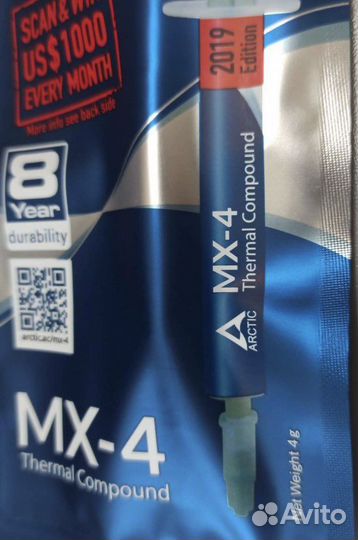 SCAN & WIN
US$1000
EVERY MONTH
More info see back side
8
Year
durability
arctic.ac/mx-4
MX-4
Thermal Compound
2019
Edition
ARCTIC
MX-4
Thermal Compound
Net Weight 4 g
Avito